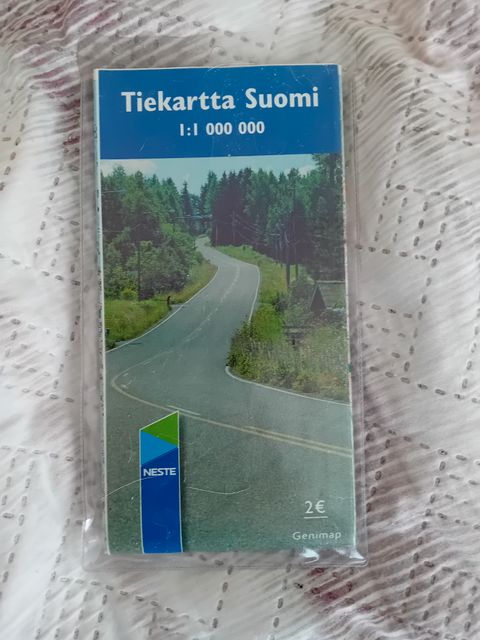 Tiekartta Suomi
1:1 000 000
NESTE
2€
Genimap